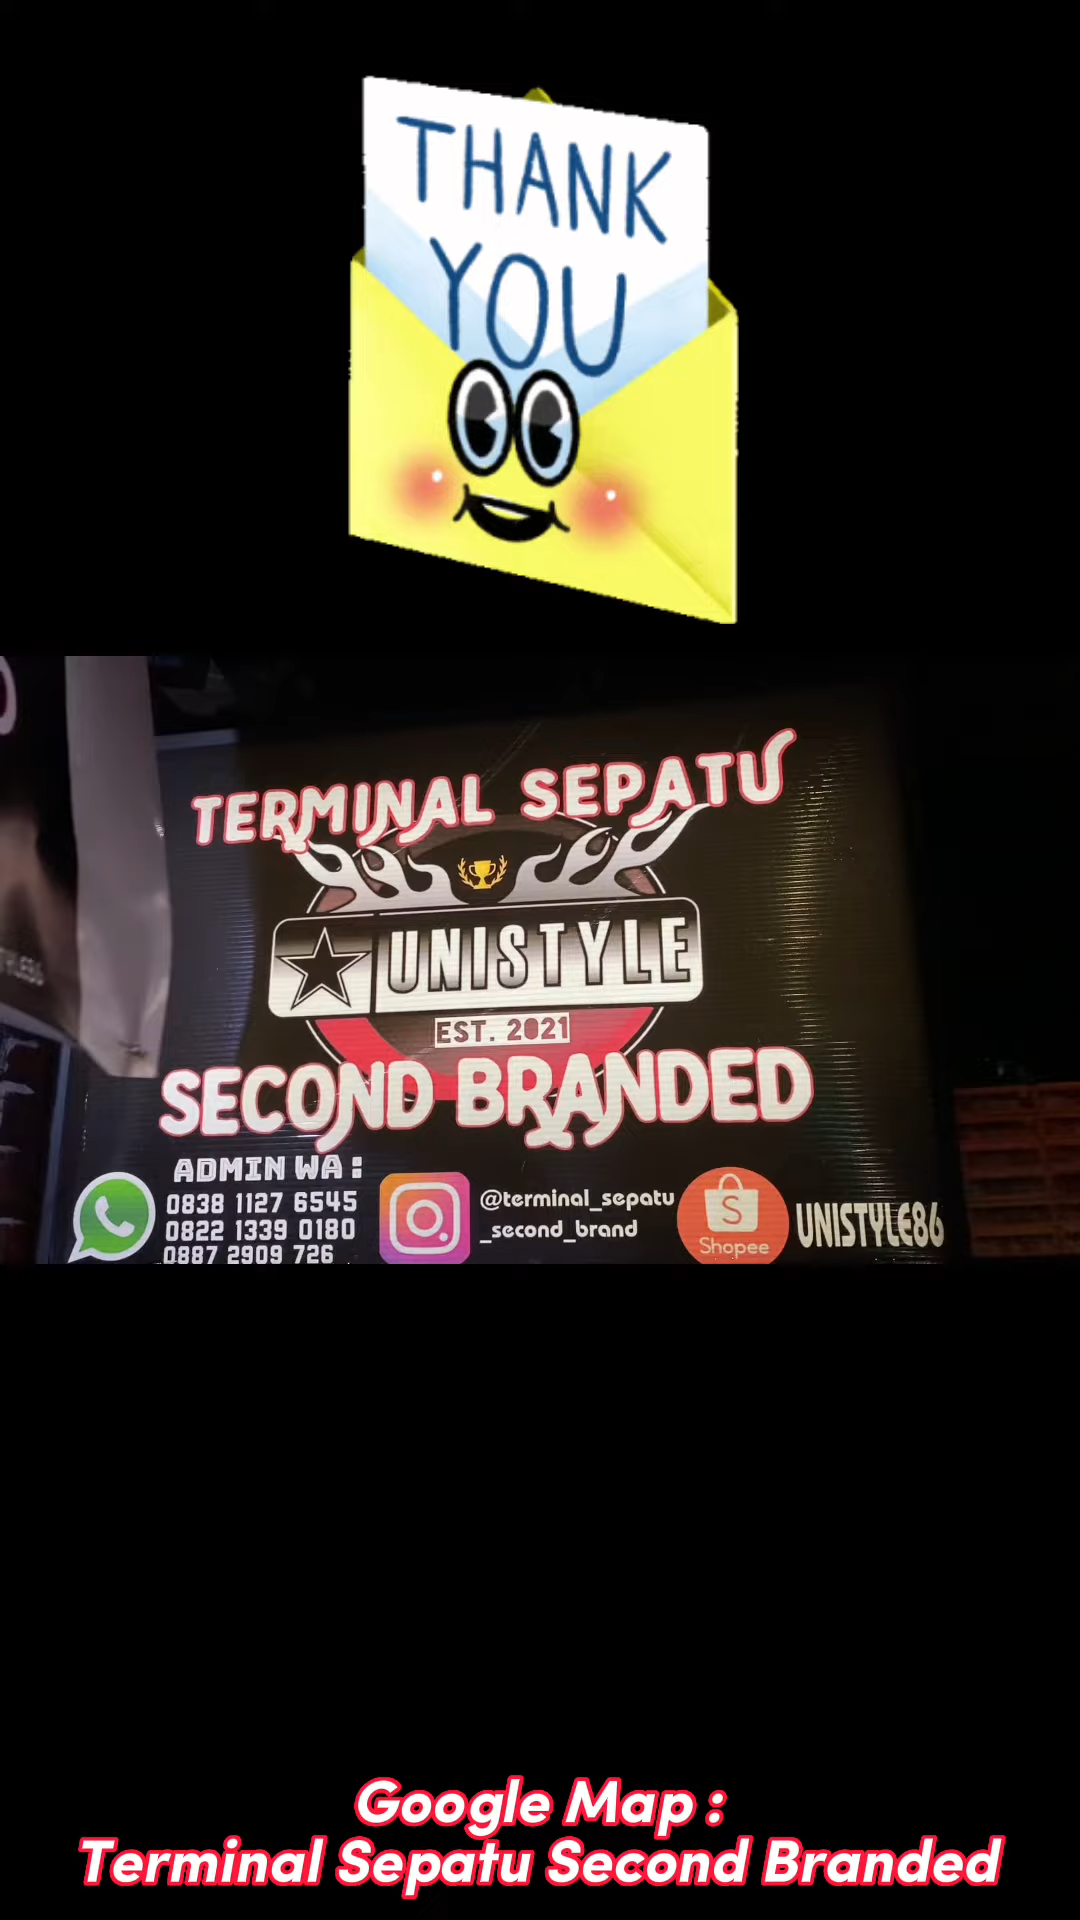 THANK
YOU
TERMINAL SEPATU
UNISTYLE
EST. 2021
SECOND BRANDED
ADMIN WA :
0838 1127 6545
0822 1339 0180
0887 2909 726
@terminal_sepatu
_second_brand
Shopee
UNISTYLE86
Google Map :
Terminal Sepatu Second Branded